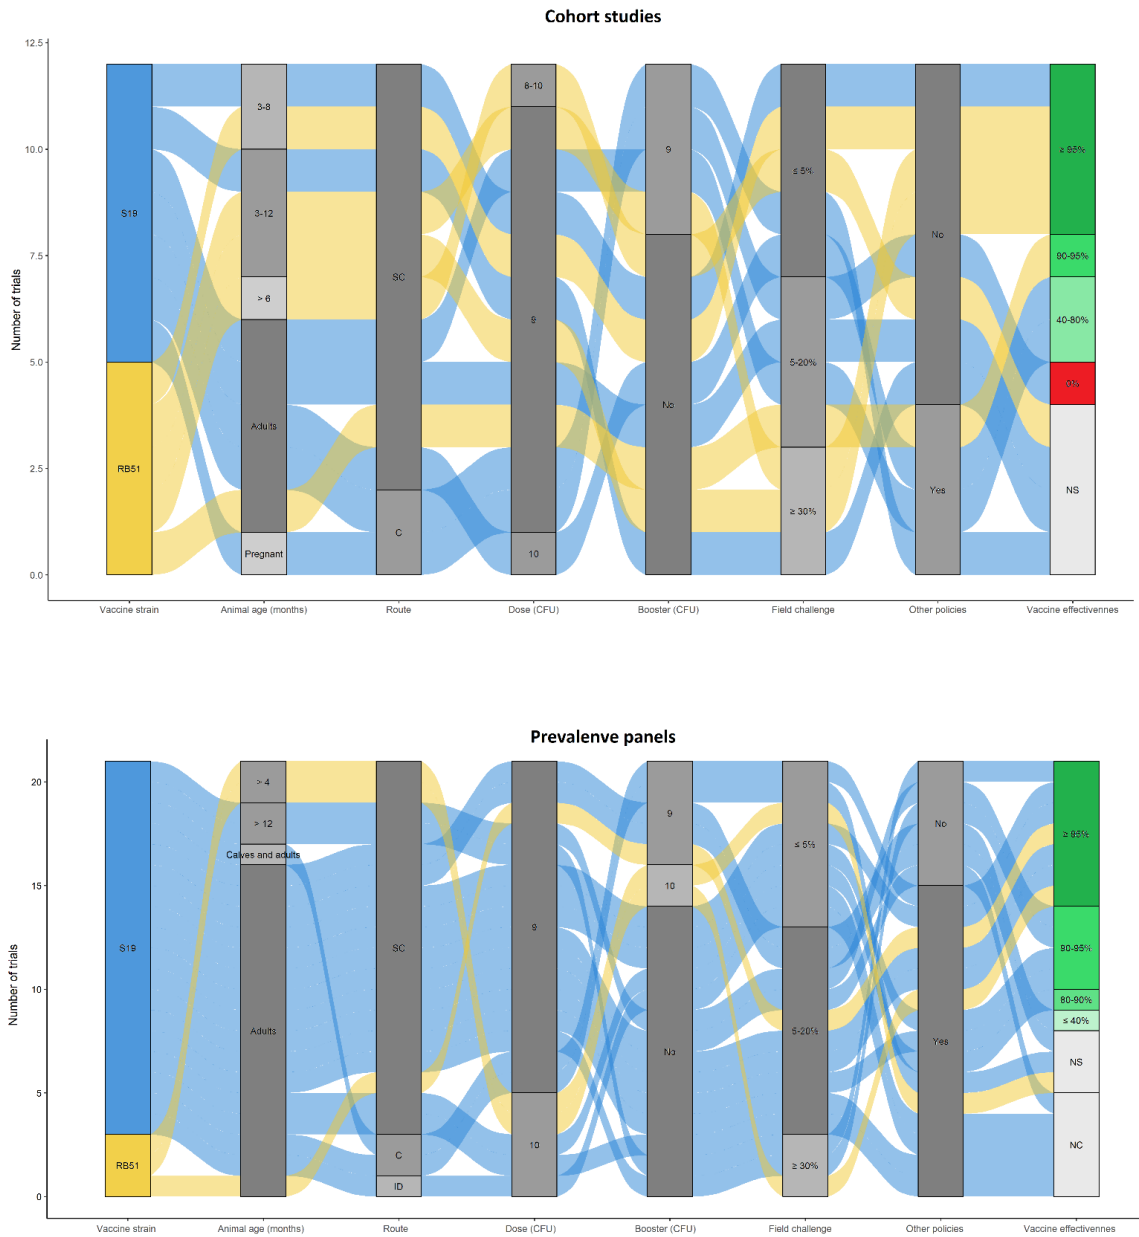 Cohort studies
12.5
10.0
7.5
5.0
2.5
0.0
Number of trials
S19
RB51
3-8
3-12
> 6
Adults
Pregnant
SC
C
8-10
9
10
9
No
≤ 5%
5-20%
≥ 30%
No
Yes
≥ 95%
90-95%
40-80%
0%
NS
Vaccine strain
Animal age (months)
Route
Dose (CFU)
Booster (CFU)
Field challenge
Other policies
Vaccine effectivennes
Prevalenve panels
20
15
10
5
0
Number of trials
S19
RB51
> 4
> 12
Calves and adults
Adults
SC
C
ID
9
10
9
10
No
≤ 5%
5-20%
≥ 30%
No
Yes
≥ 95%
90-95%
80-90%
≤ 40%
NS
NC
Vaccine strain
Animal age (months)
Route
Dose (CFU)
Booster (CFU)
Field challenge
Other policies
Vaccine effectivennes